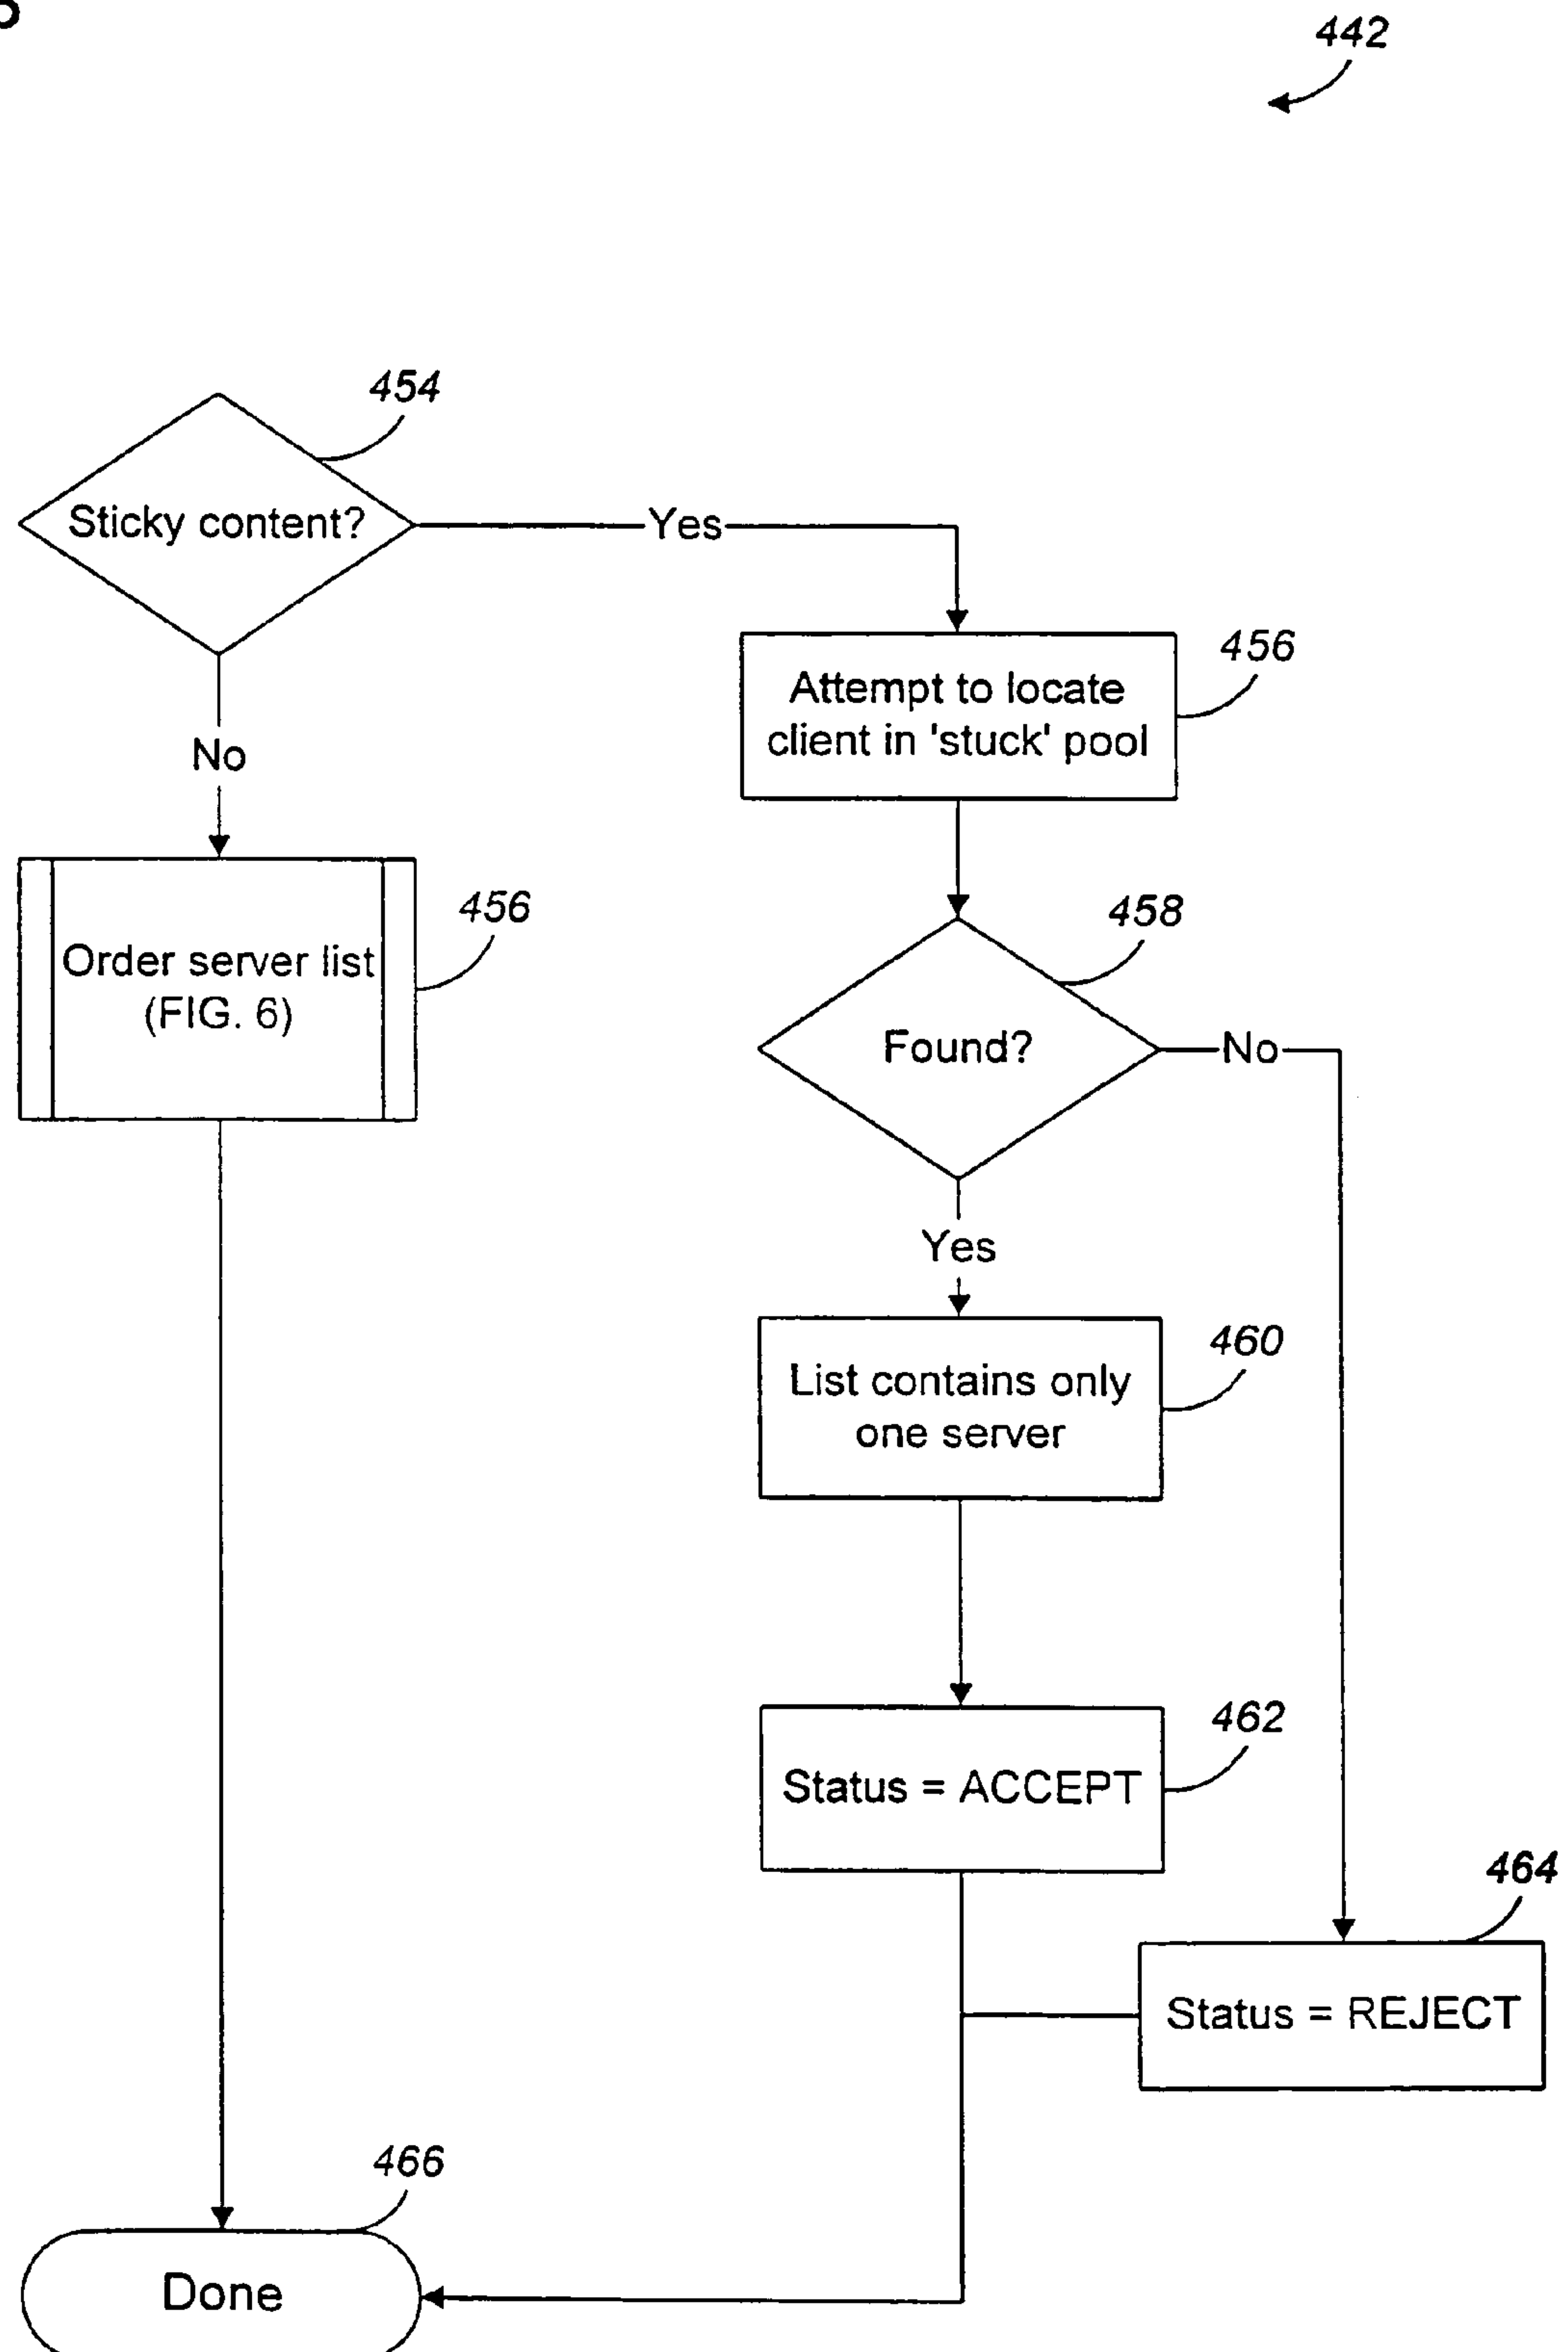 442
454
Sticky content?
Yes
456
Attempt to locate
client in 'stuck' pool
No
456
Order server list
(FIG. 6)
458
Found?
No
Yes
460
List contains only
one server
462
Status = ACCEPT
464
Status = REJECT
466
Done